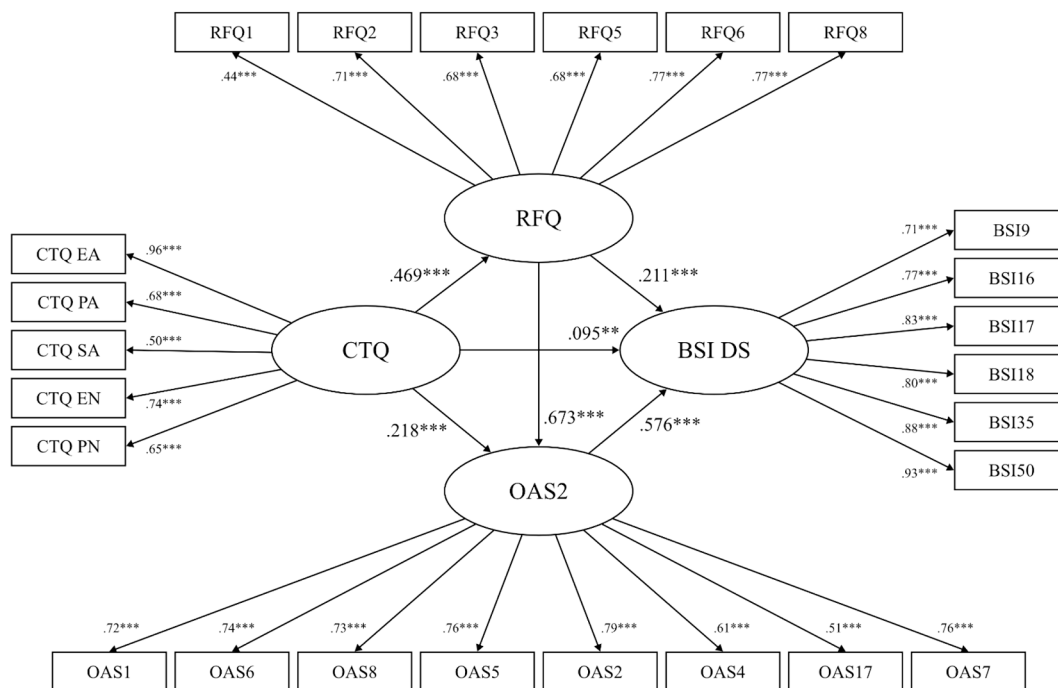 RFQ1 RFQ2 RFQ3 RFQ5 RFQ6 RFQ8
.44*** .71*** .68*** .68*** .77*** .77***
RFQ
CTQ EA
CTQ PA
CTQ SA
CTQ EN
CTQ PN
.96***
.68***
.50***
.74***
.65***
CTQ
.469***
.211***
.095**
.218***
.673***
.576***
BSI DS
.71***
.77***
.83***
.80***
.88***
.93***
BSI9
BSI16
BSI17
BSI18
BSI35
BSI50
OAS2
.72*** .74*** .73*** .76*** .79*** .61*** .51*** .76***
OAS1 OAS6 OAS8 OAS5 OAS2 OAS4 OAS17 OAS7